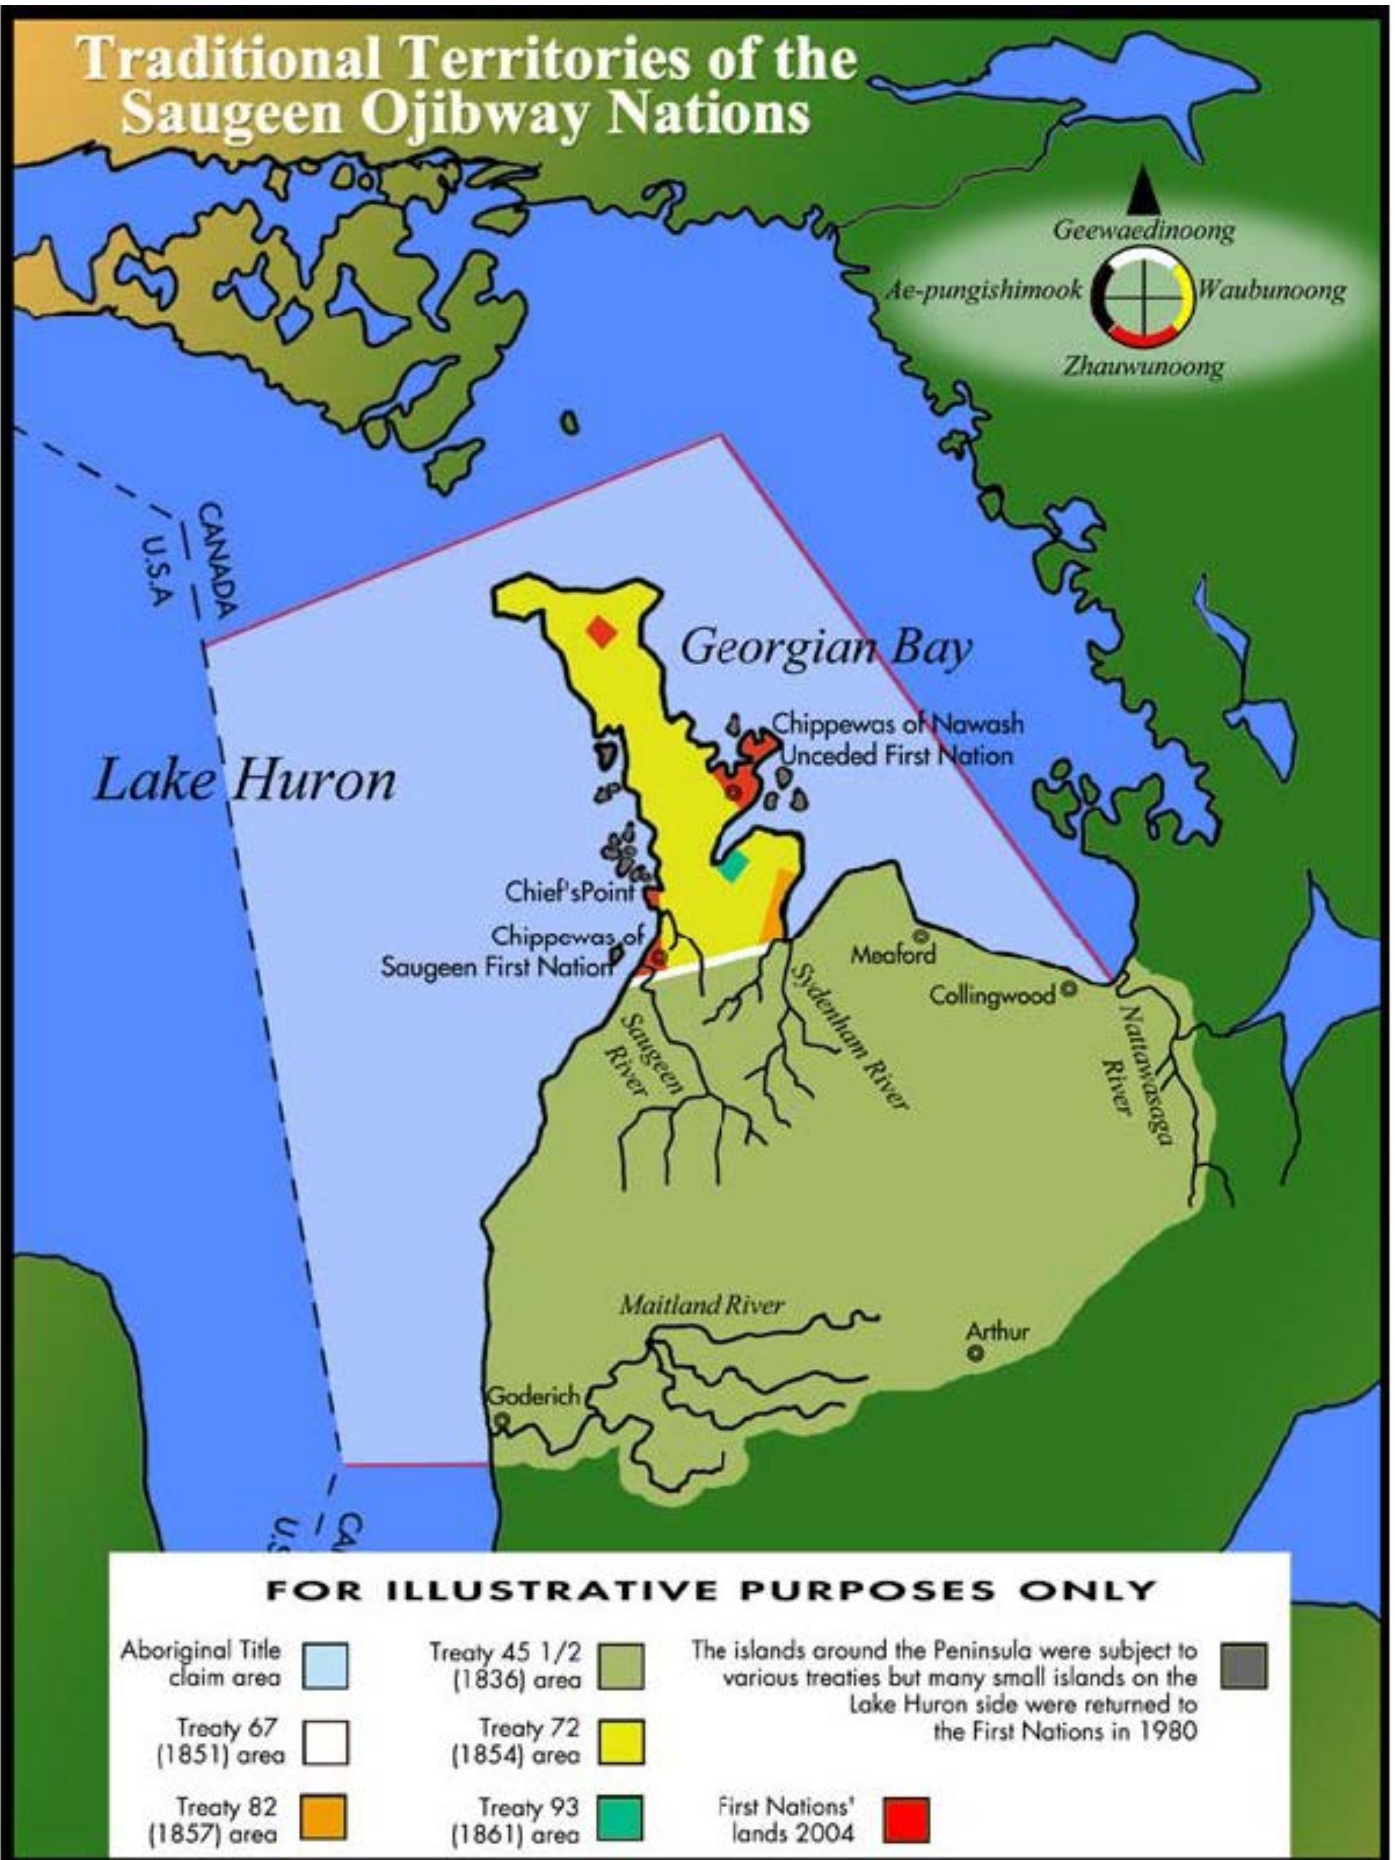 Traditional Territories of the
Saugeen Ojibway Nations
Geewaedinoong
Ae-pungishimook
Waubunoong
Zhauwunoong
CANADA
U.S.A
Georgian Bay
Lake Huron
Chippewas of Nawash
Unceded First Nation
Chief'sPoint
Chippewas of
Saugeen First Nation
Meaford
Collingwood
Sydenham River
Saugeen
River
Nattawasaga
River
Maitland River
Arthur
Goderich
CA
U.S
FOR ILLUSTRATIVE PURPOSES ONLY
Aboriginal Title
claim area
Treaty 67
(1851) area
Treaty 82
(1857) area
Treaty 45 1/2
(1836) area
Treaty 72
(1854) area
Treaty 93
(1861) area
The islands around the Peninsula were subject to
various treaties but many small islands on the
Lake Huron side were returned to
the First Nations in 1980
First Nations'
lands 2004